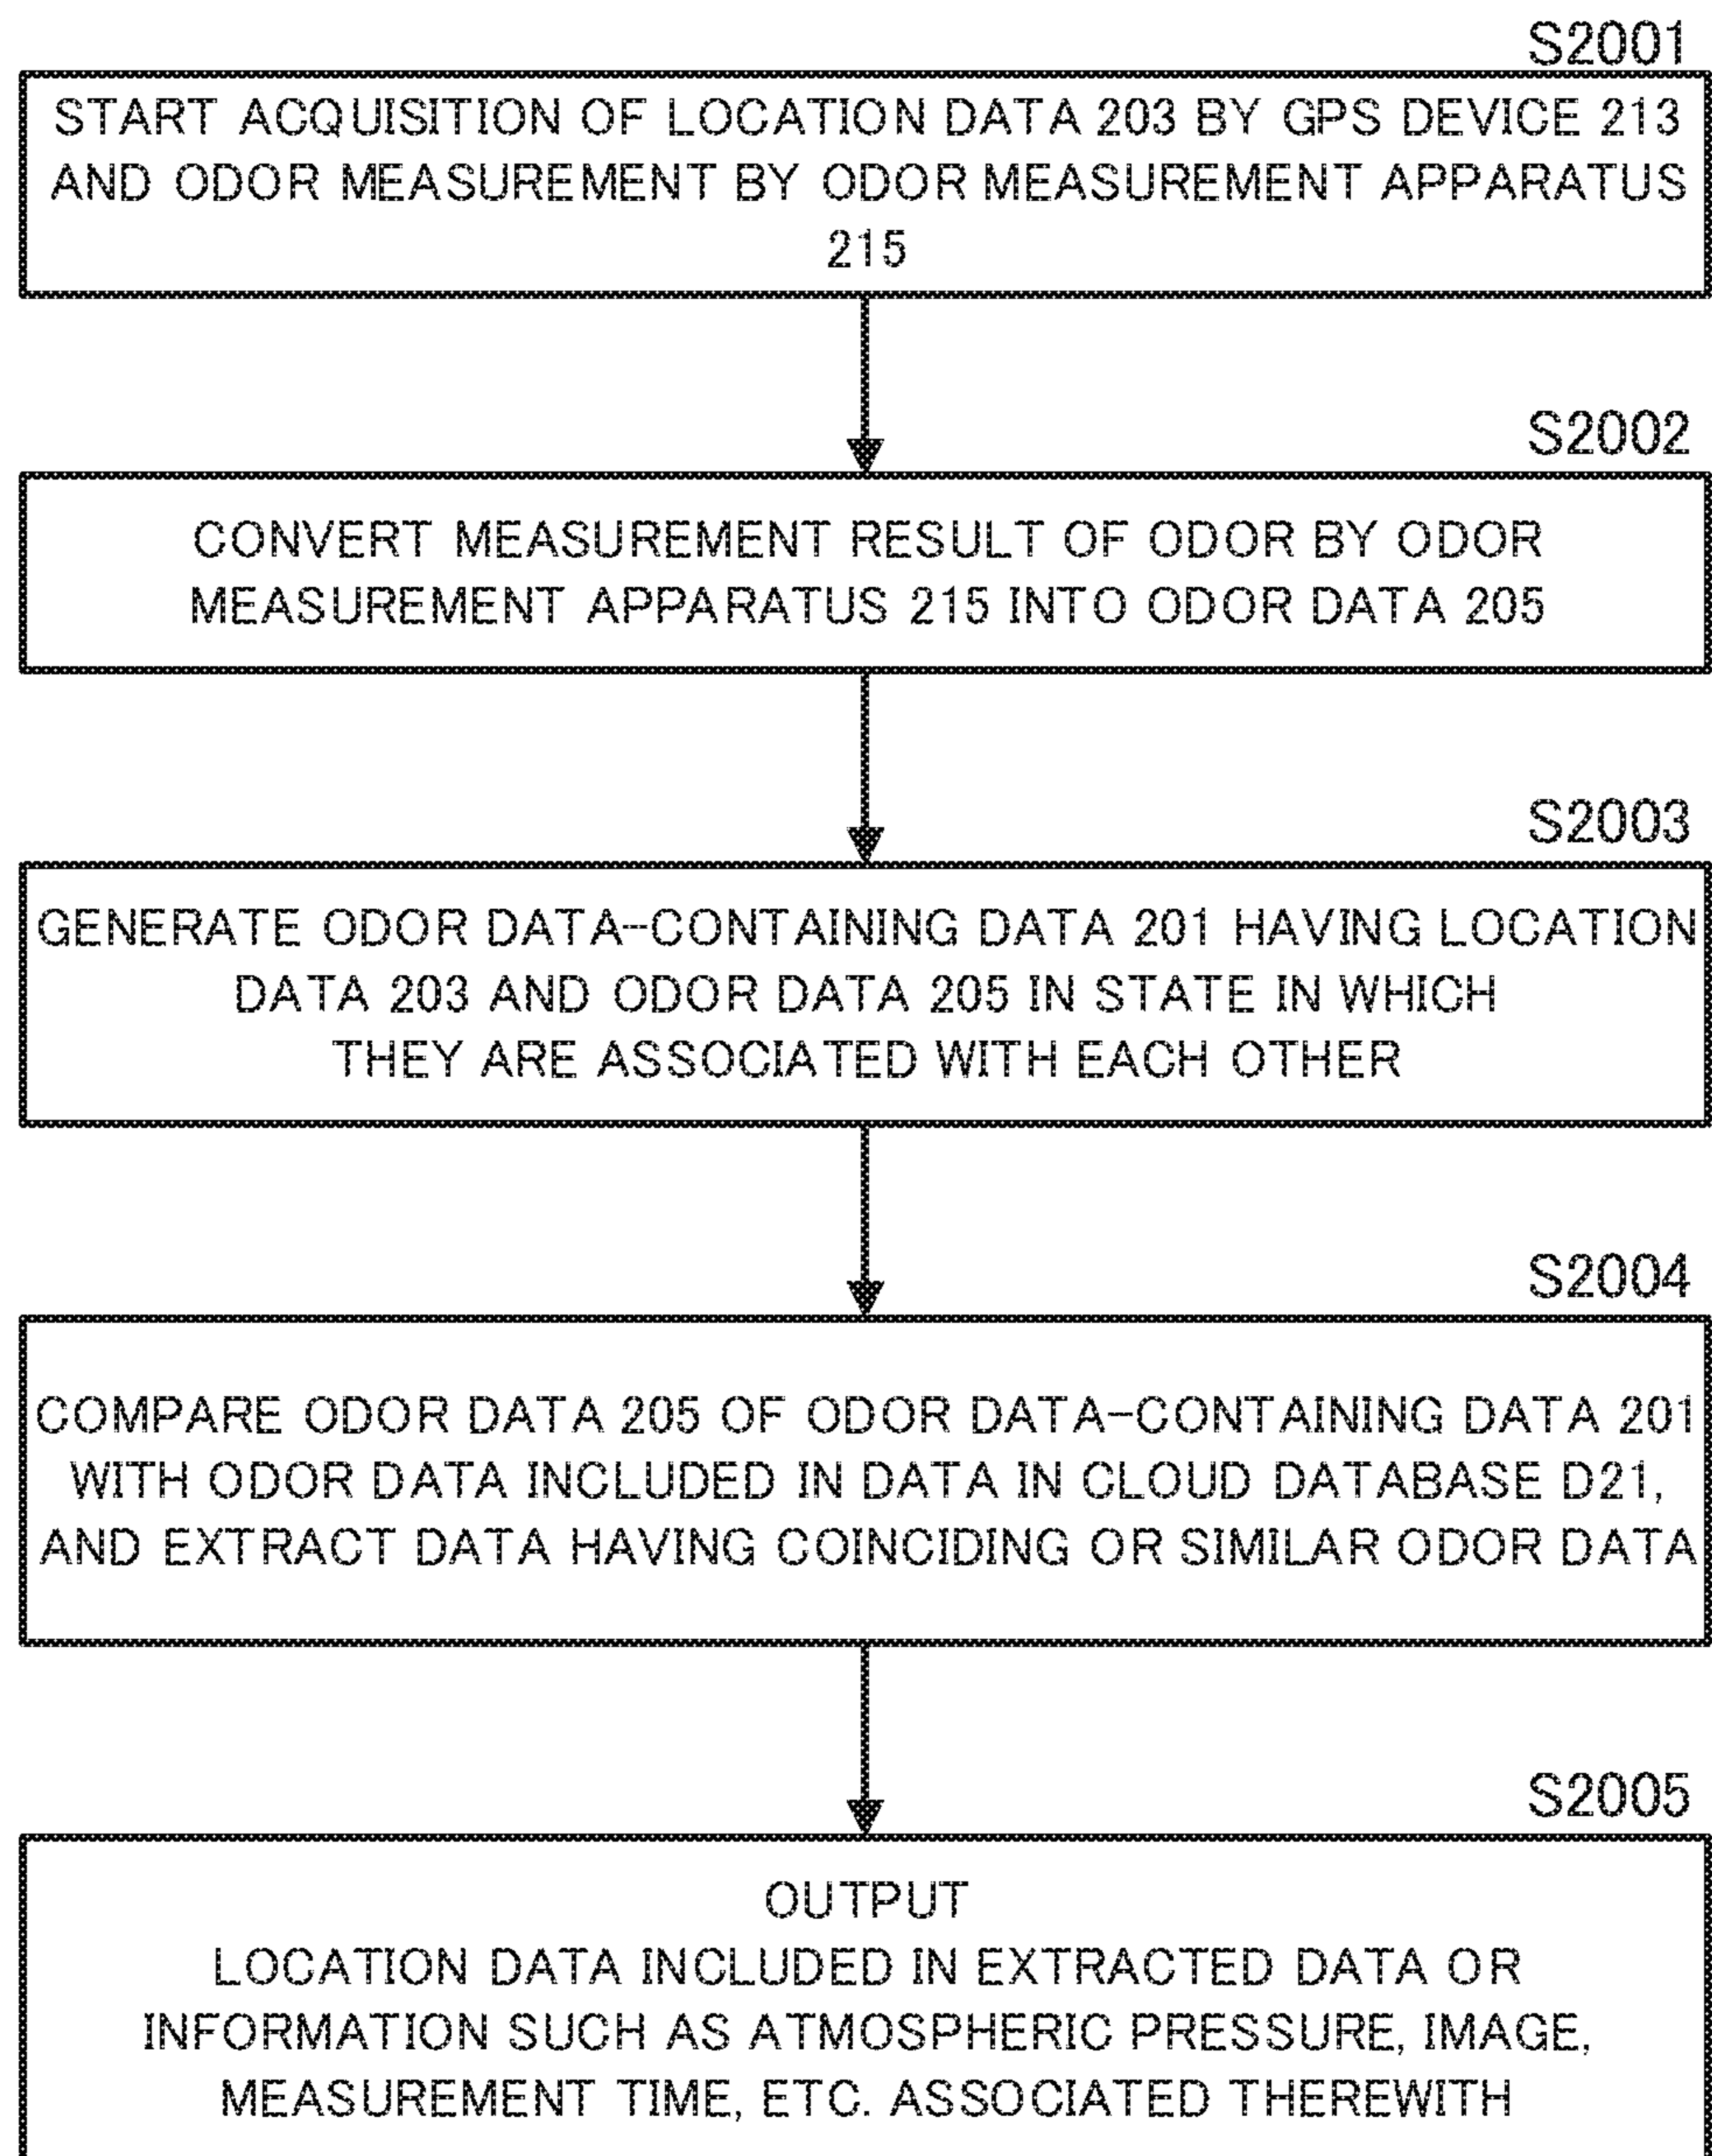 S2001
START ACQUISITION OF LOCATION DATA 203 BY GPS DEVICE 213
AND ODOR MEASUREMENT BY ODOR MEASUREMENT APPARATUS
215
S2002
CONVERT MEASUREMENT RESULT OF ODOR BY ODOR
MEASUREMENT APPARATUS 215 INTO ODOR DATA 205
S2003
GENERATE ODOR DATA-CONTAINING DATA 201 HAVING LOCATION
DATA 203 AND ODOR DATA 205 IN STATE IN WHICH
THEY ARE ASSOCIATED WITH EACH OTHER
S2004
COMPARE ODOR DATA 205 OF ODOR DATA-CONTAINING DATA 201
WITH ODOR DATA INCLUDED IN DATA IN CLOUD DATABASE D21,
AND EXTRACT DATA HAVING COINCIDING OR SIMILAR ODOR DATA
S2005
OUTPUT
LOCATION DATA INCLUDED IN EXTRACTED DATA OR
INFORMATION SUCH AS ATMOSPHERIC PRESSURE, IMAGE,
MEASUREMENT TIME, ETC. ASSOCIATED THEREWITH